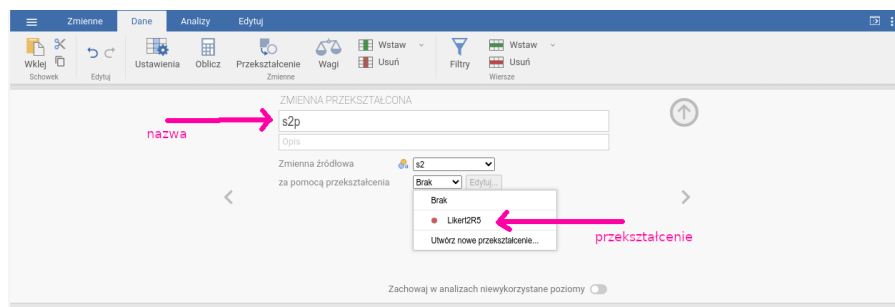 Zmienne Dane Analizy Edytuj
Wklej Ustawienia Oblicz Przekształcenie Wagi Wstaw Usuń Filtry Wstaw Usuń
Schowek Edytuj Zmienne Wiersze
ZMIENNA PRZEKSZTAŁCONA
s2p
nazwa
Opis
Zmienna źródłowa s2
za pomocą przekształcenia Brak Edytuj...
Brak
Likert2R5
przekształcenie
Utwórz nowe przekształcenie...
Zachowaj w analizach niewykorzystane poziomy